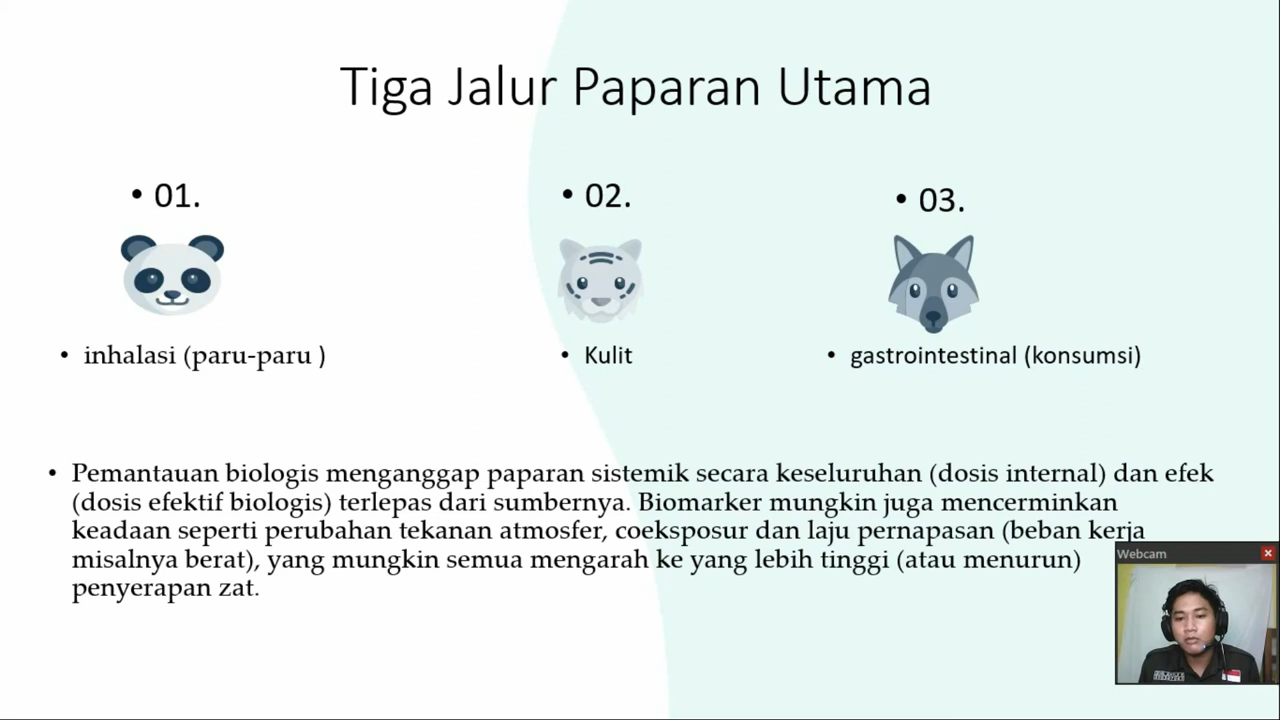 Tiga Jalur Paparan Utama
• 01.
• 02.
• 03.
• inhalasi (paru-paru )
• Kulit
• gastrointestinal (konsumsi)
• Pemantauan biologis menganggap paparan sistemik secara keseluruhan (dosis internal) dan efek
(dosis efektif biologis) terlepas dari sumbernya. Biomarker mungkin juga mencerminkan
keadaan seperti perubahan tekanan atmosfer, coeksposur dan laju pernapasan (beban kerja
misalnya berat), yang mungkin semua mengarah ke yang lebih tinggi (atau menurun)
penyerapan zat.
Webcam